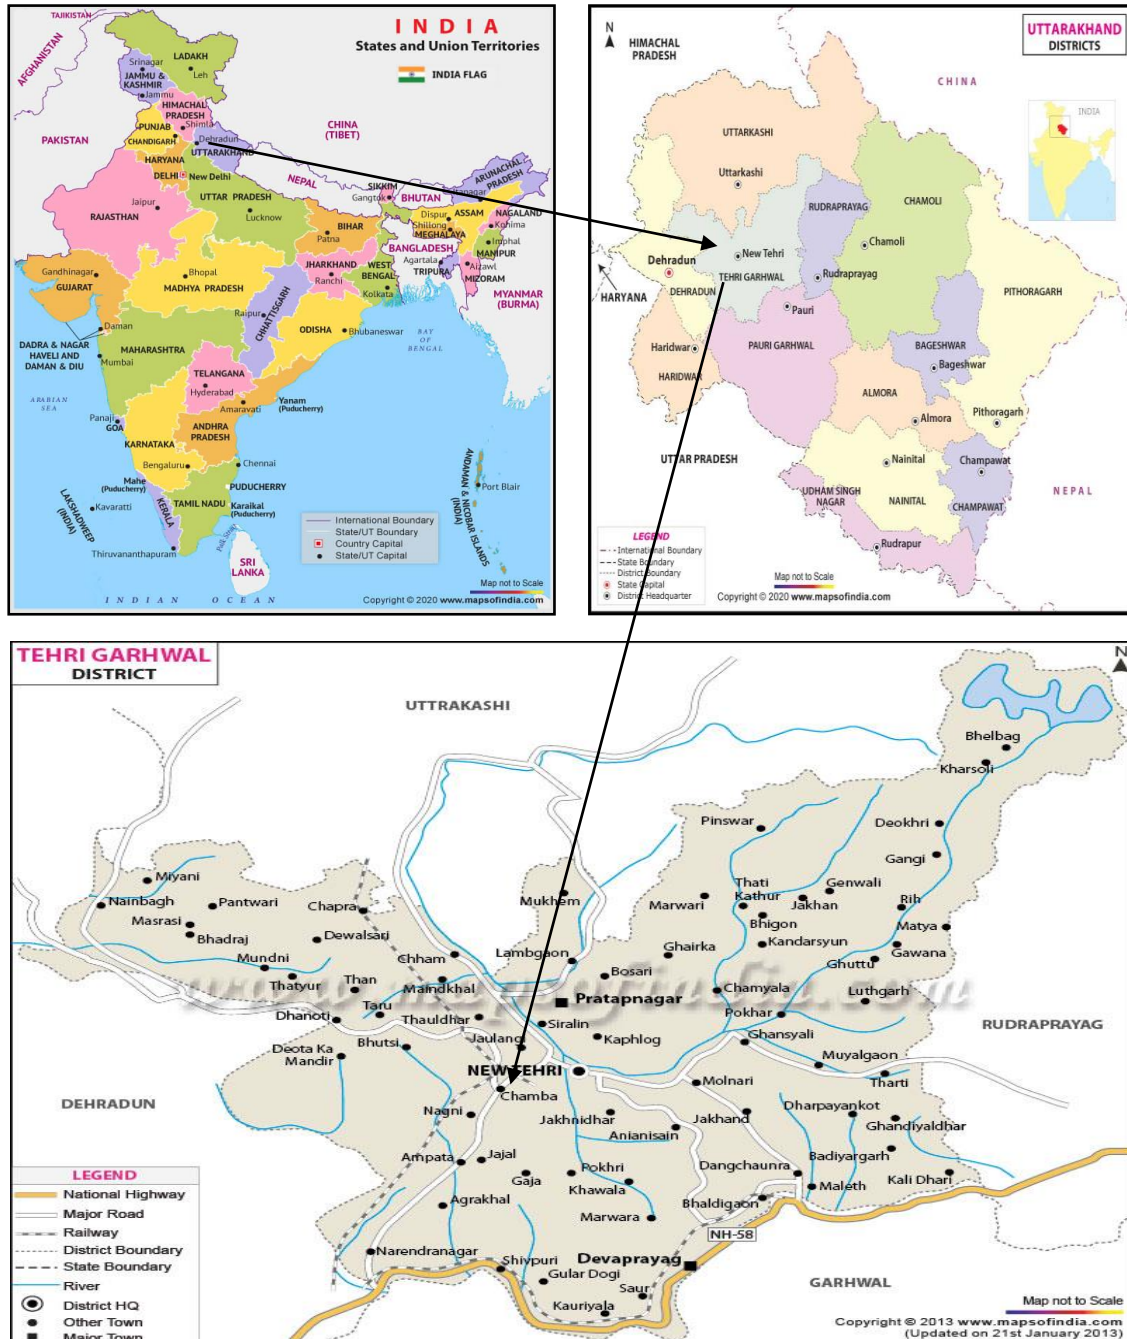 INDIA
States and Union Territories
INDIA FLAG
TAJIKISTAN
AFGHANISTAN
PAKISTAN
CHINA
(TIBET)
NEPAL
BHUTAN
BANGLADESH
MYANMAR
(BURMA)
SRI
LANKA
LADAKH
Leh
Srinagar
JAMMU &
KASHMIR
Jammu
HIMACHAL
PRADESH
Shimla
PUNJAB
CHANDIGARH
Dehradun
UTTARAKHAND
HARYANA
DELHI
New Delhi
RAJASTHAN
Jaipur
UTTAR PRADESH
Lucknow
BIHAR
Patna
SIKKIM
Gangtok
ARUNACHAL
PRADESH
Itanagar
ASSAM
Dispur
NAGALAND
Kohima
Shillong
MEGHALAYA
Imphal
MANIPUR
Agartala
TRIPURA
Aizawl
MIZORAM
JHARKHAND
Ranchi
WEST
BENGAL
Kolkata
Gandhinagar
GUJARAT
Bhopal
MADHYA PRADESH
Raipur
CHHATTISGARH
ODISHA
Bhubaneswar
Daman
DADRA & NAGAR
HAVELI AND
DAMAN & DIU
MAHARASHTRA
Mumbai
TELANGANA
Hyderabad
Amaravati
Yanam
(Puducherry)
ANDHRA
PRADESH
Panaji
GOA
KARNATAKA
Bengaluru
Chennai
Mahe
(Puducherry)
PUDUCHERRY
TAMIL NADU
Karaikal
(Puducherry)
KERALA
Thiruvananthapuram
LAKSHADWEEP
(INDIA)
Kavaratti
ANDAMAN & NICOBAR ISLANDS
(INDIA)
Port Blair
ARABIAN
SEA
BAY
OF
BENGAL
Palk Strait
INDIAN OCEAN
International Boundary
State/UT Boundary
Country Capital
State/UT Capital
Map not to Scale
Copyright © 2020 www.mapsofindia.com
UTTARAKHAND
DISTRICTS
N
HIMACHAL
PRADESH
CHINA
INDIA
UTTARKASHI
Uttarkashi
CHAMOLI
Chamoli
RUDRAPRAYAG
Rudraprayag
New Tehri
TEHRI GARHWAL
Dehradun
DEHRADUN
HARYANA
PITHORAGARH
Pauri
PAURI GARHWAL
Haridwar
HARIDWAR
BAGESHWAR
Bageshwar
ALMORA
Almora
Pithoragarh
UTTAR PRADESH
Nainital
NAINITAL
Champawat
CHAMPAWAT
NEPAL
UDHAM SINGH
NAGAR
Rudrapur
LEGEND
International Boundary
State Boundary
District Boundary
State Capital
District Headquarter
Map not to Scale
Copyright © 2020 www.mapsofindia.com
TEHRI GARHWAL
DISTRICT
N
UTTRAKASHI
Bhelbag
Kharsoli
Pinswar
Deokhri
Gangi
Miyani
Nainbagh
Pantwari
Chapra
Mukhem
Marwari
Thati
Kathur
Genwali
Jakhan
Rih
Masrasi
Bhadraj
Dewalsari
Bhigon
Matya
Kandarsyun
Gawana
Ghairka
Ghuttu
Mundni
Chham
Lambgaon
Bosari
Thatyur
Than
Maindkhal
Chamyala
Luthgarh
www.mapsofindia.com
Pratapnagar
Dhanoti
Taru
Thauldhar
Siralin
Pokhar
RUDRAPRAYAG
Deota Ka
Mandir
Bhutsi
Jaulangi
Kaphlog
Ghansyali
NEW TEHRI
Muyalgaon
Tharti
Molnari
Chamba
DEHRADUN
Nagni
Jakhnidhar
Jakhand
Dharpayankot
Anianisain
Ghandiyaldhar
Ampata
Jajal
Gaja
Pokhri
Khawala
Dangchaunra
Badiyargarh
Maleth
Kali Dhari
Agrakhal
Marwara
Bhaldigaon
NH-58
Narendranagar
Shivpuri
Devaprayag
Gular Dogi
Saur
Kauriyala
GARHWAL
LEGEND
National Highway
Major Road
Railway
District Boundary
State Boundary
River
District HQ
Other Town
Major Town
Map not to Scale
Copyright © 2013 www.mapsofindia.com
(Updated on 21st January 2013)